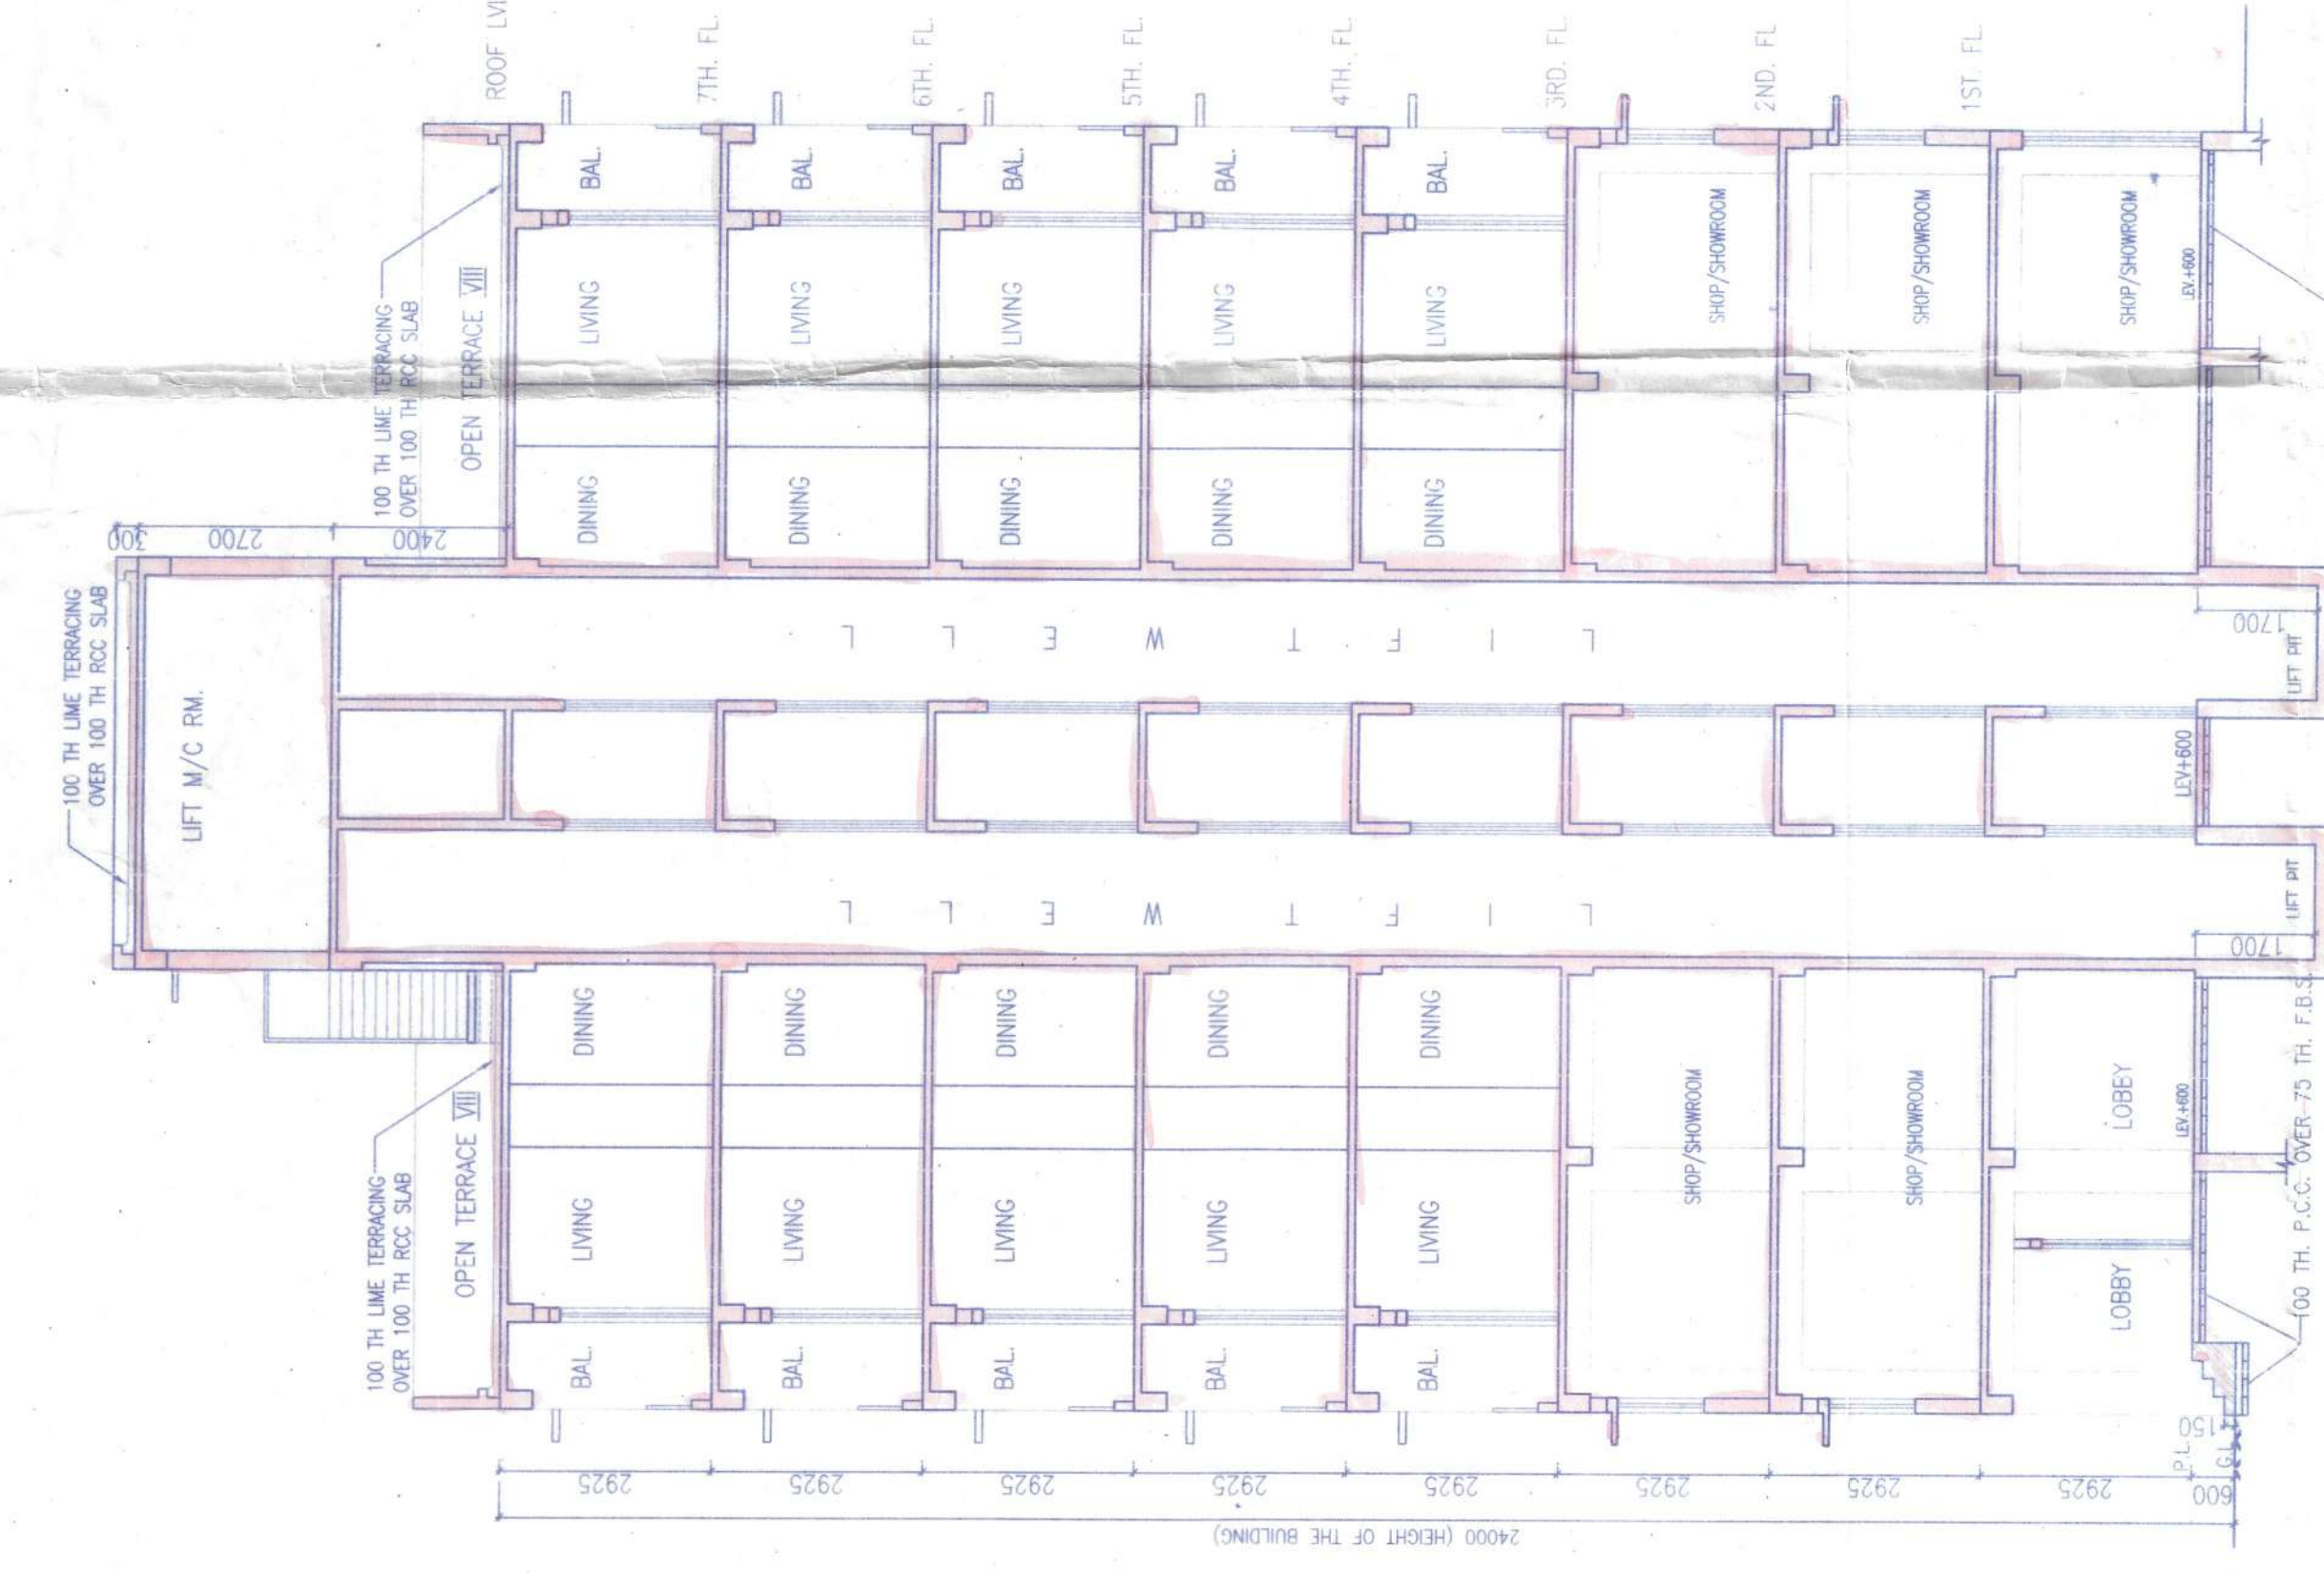 100 TH LIME TERRACING
OVER 100 TH RCC SLAB
LIFT M/C RM.
300
2700
2400
100 TH LIME TERRACING
OVER 100 TH RCC SLAB
OPEN TERRACE VIII
100 TH LIME TERRACING
OVER 100 TH RCC SLAB
OPEN TERRACE VIII
ROOF LVL
7TH. FL.
6TH. FL.
5TH. FL.
4TH. FL.
3RD. FL.
2ND. FL
1ST. FL.
BAL. LIVING DINING
DINING LIVING BAL.
BAL. LIVING DINING
DINING LIVING BAL.
BAL. LIVING DINING
DINING LIVING BAL.
BAL. LIVING DINING
DINING LIVING BAL.
BAL. LIVING DINING
DINING LIVING BAL.
SHOP/SHOWROOM
SHOP/SHOWROOM
SHOP/SHOWROOM
SHOP/SHOWROOM
LOBBY
LOBBY
LEV.+600
SHOP/SHOWROOM
LEV.+600
LEV+600
L I F T W E L L
L I F T W E L L
1700
LIFT PIT
1700
LIFT PIT
2925
2925
2925
2925
2925
2925
2925
2925
600
24000 (HEIGHT OF THE BUILDING)
P.L.
G.L.
150
100 TH. P.C.C. OVER 75 TH. F.B.S.